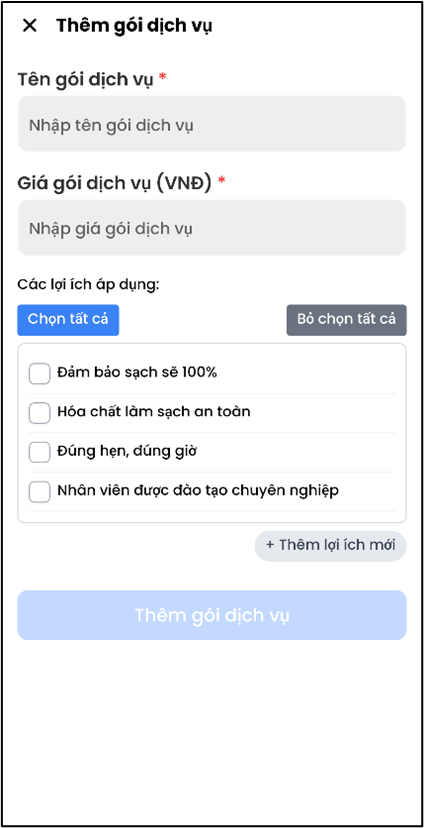 ✕ Thêm gói dịch vụ
Tên gói dịch vụ *
Nhập tên gói dịch vụ
Giá gói dịch vụ (VNĐ) *
Nhập giá gói dịch vụ
Các lợi ích áp dụng:
Chọn tất cả
Bỏ chọn tất cả
Đảm bảo sạch sẽ 100%
Hóa chất làm sạch an toàn
Đúng hẹn, đúng giờ
Nhân viên được đào tạo chuyên nghiệp
+ Thêm lợi ích mới
Thêm gói dịch vụ